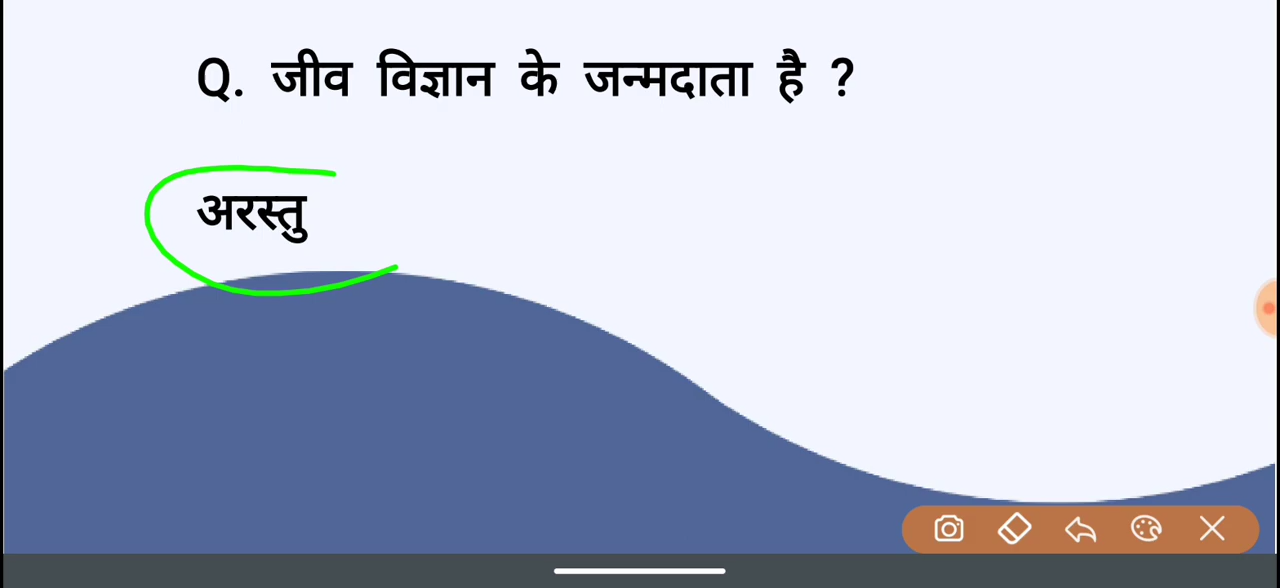 Q. जीव विज्ञान के जन्मदाता है ?
अरस्तु